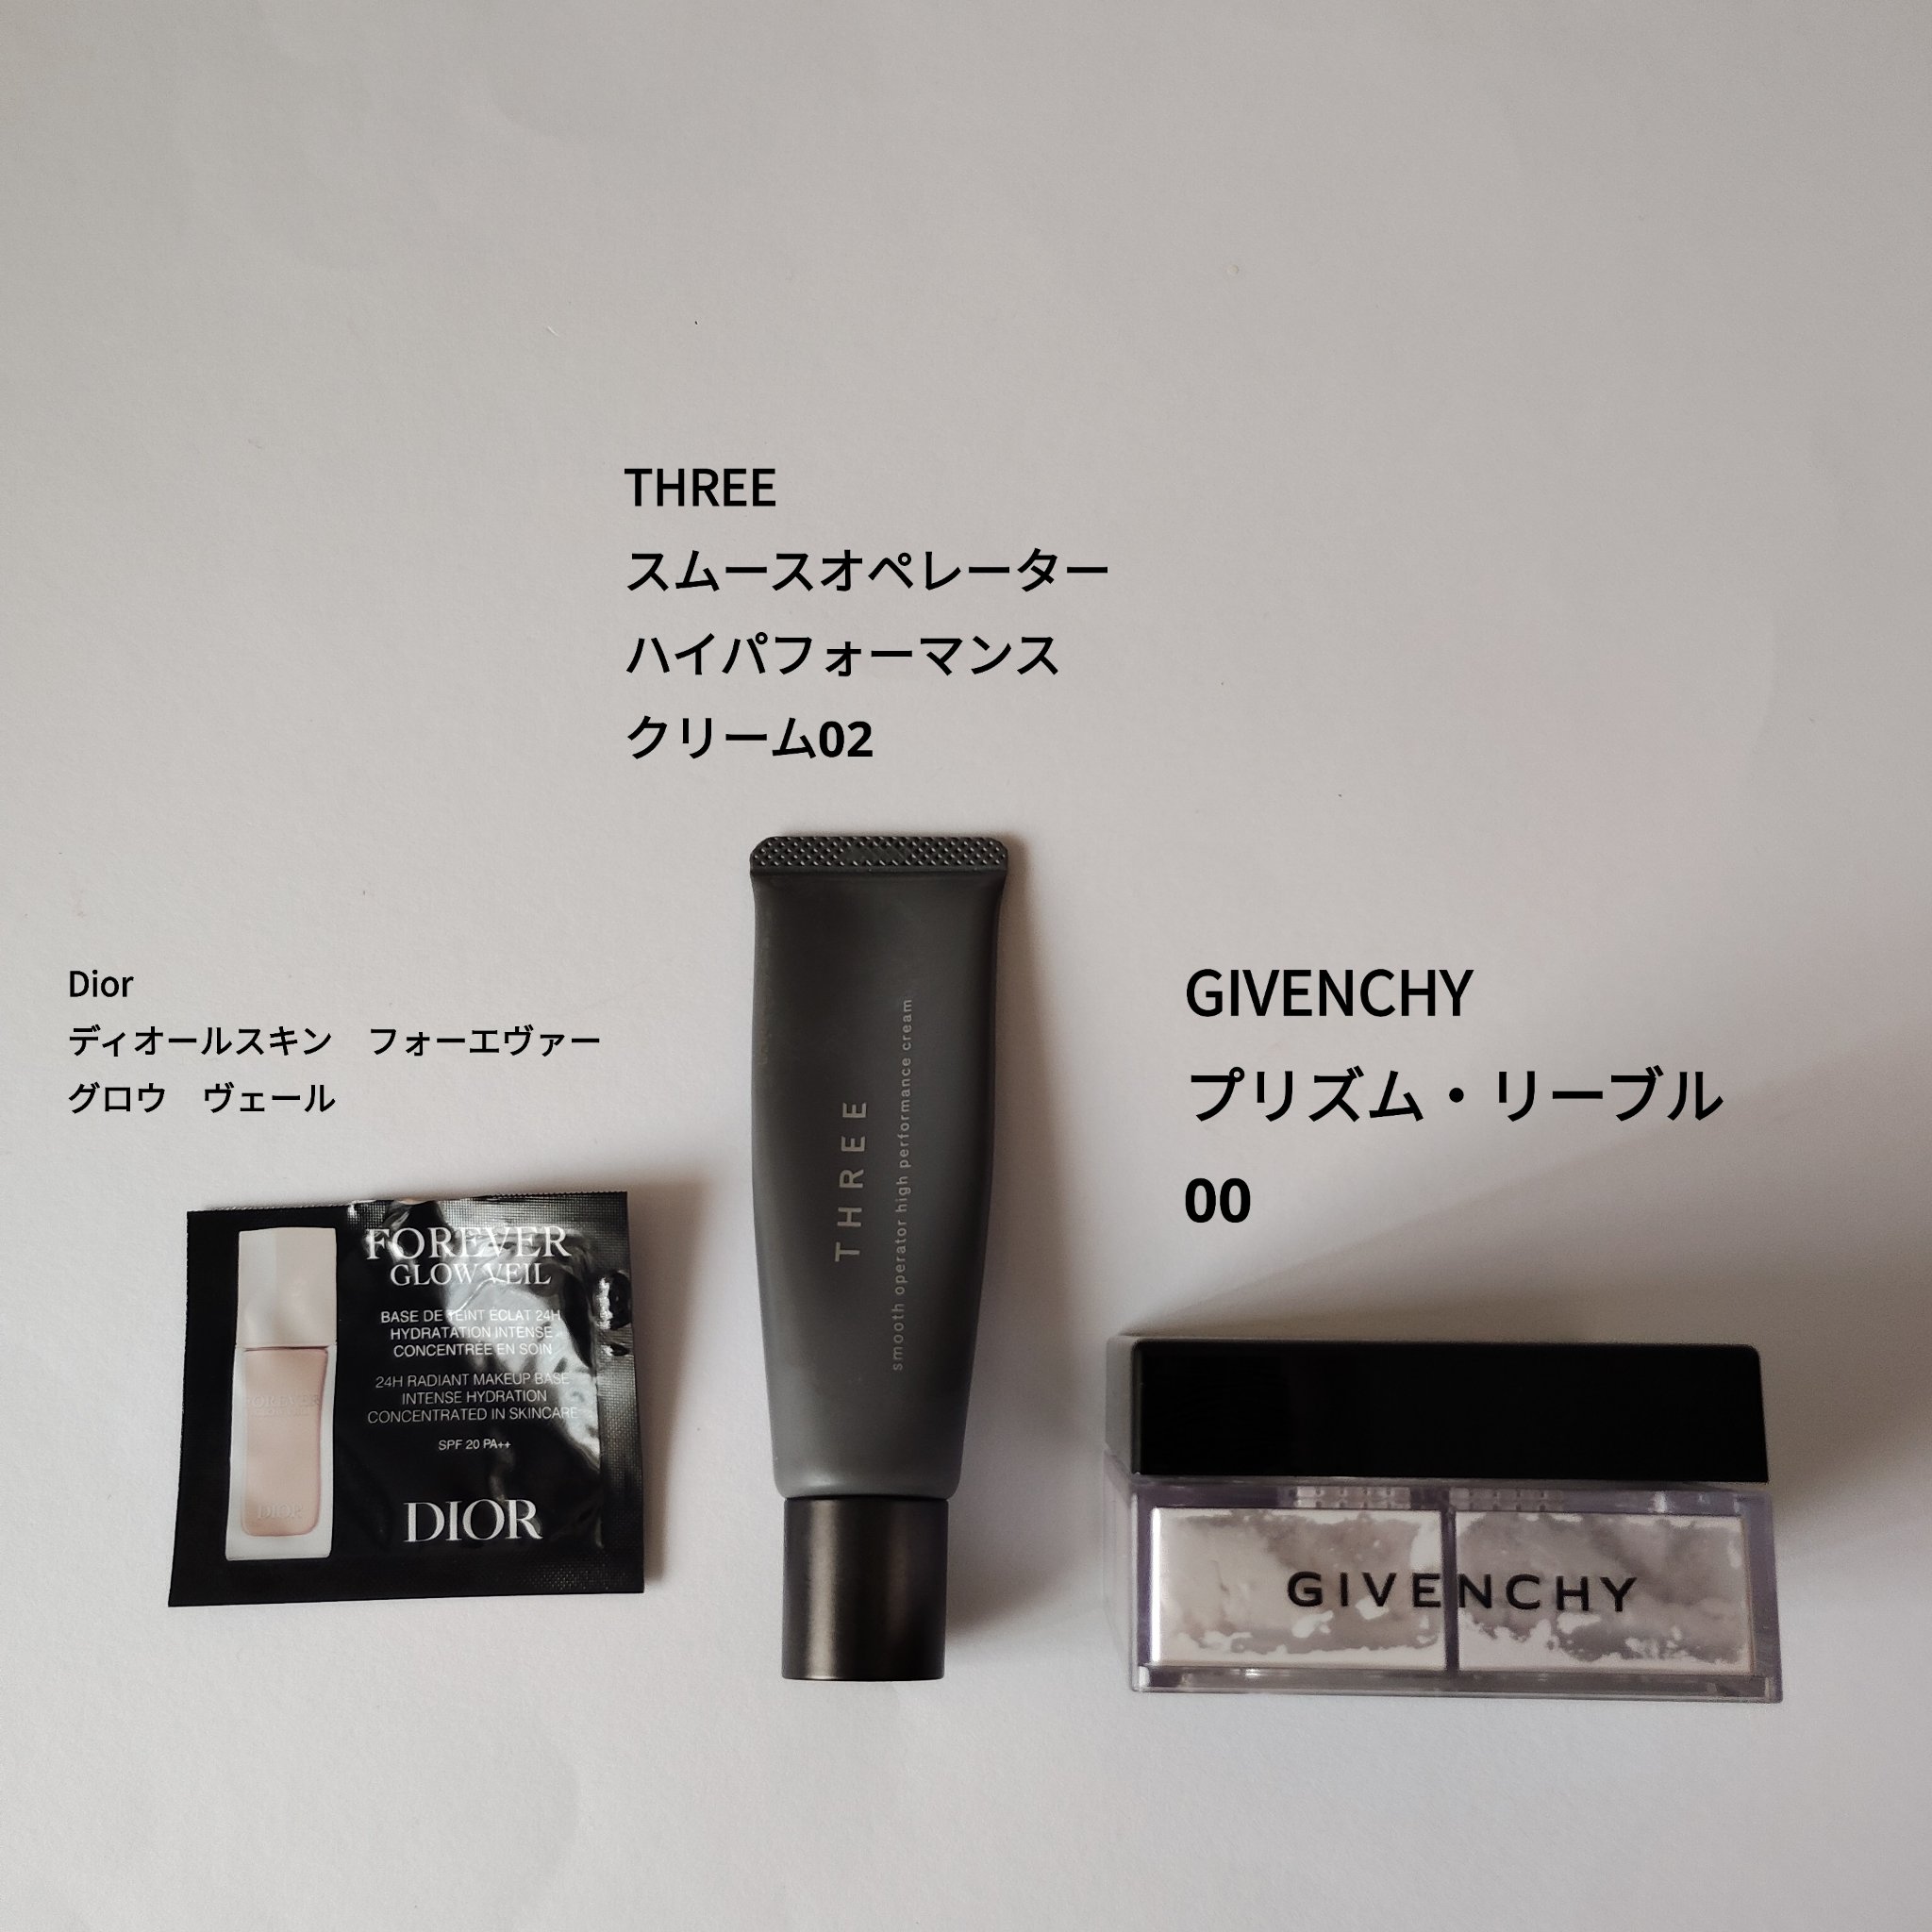 THREE
スムースオペレーター
ハイパフォーマンス
クリーム02
Dior
ディオールスキン　フォーエヴァー
グロウ　ヴェール
GIVENCHY
プリズム・リーブル
00
FOREVER
GLOW VEIL
BASE DE TEINT ÉCLAT 24H
HYDRATATION INTENSE
CONCENTRÉE EN SOIN
24H RADIANT MAKEUP BASE
INTENSE HYDRATION
CONCENTRATED IN SKINCARE
SPF 20 PA++
DIOR
FOREVER
DIOR
THREE
smooth operator high performance cream
GIVENCHY